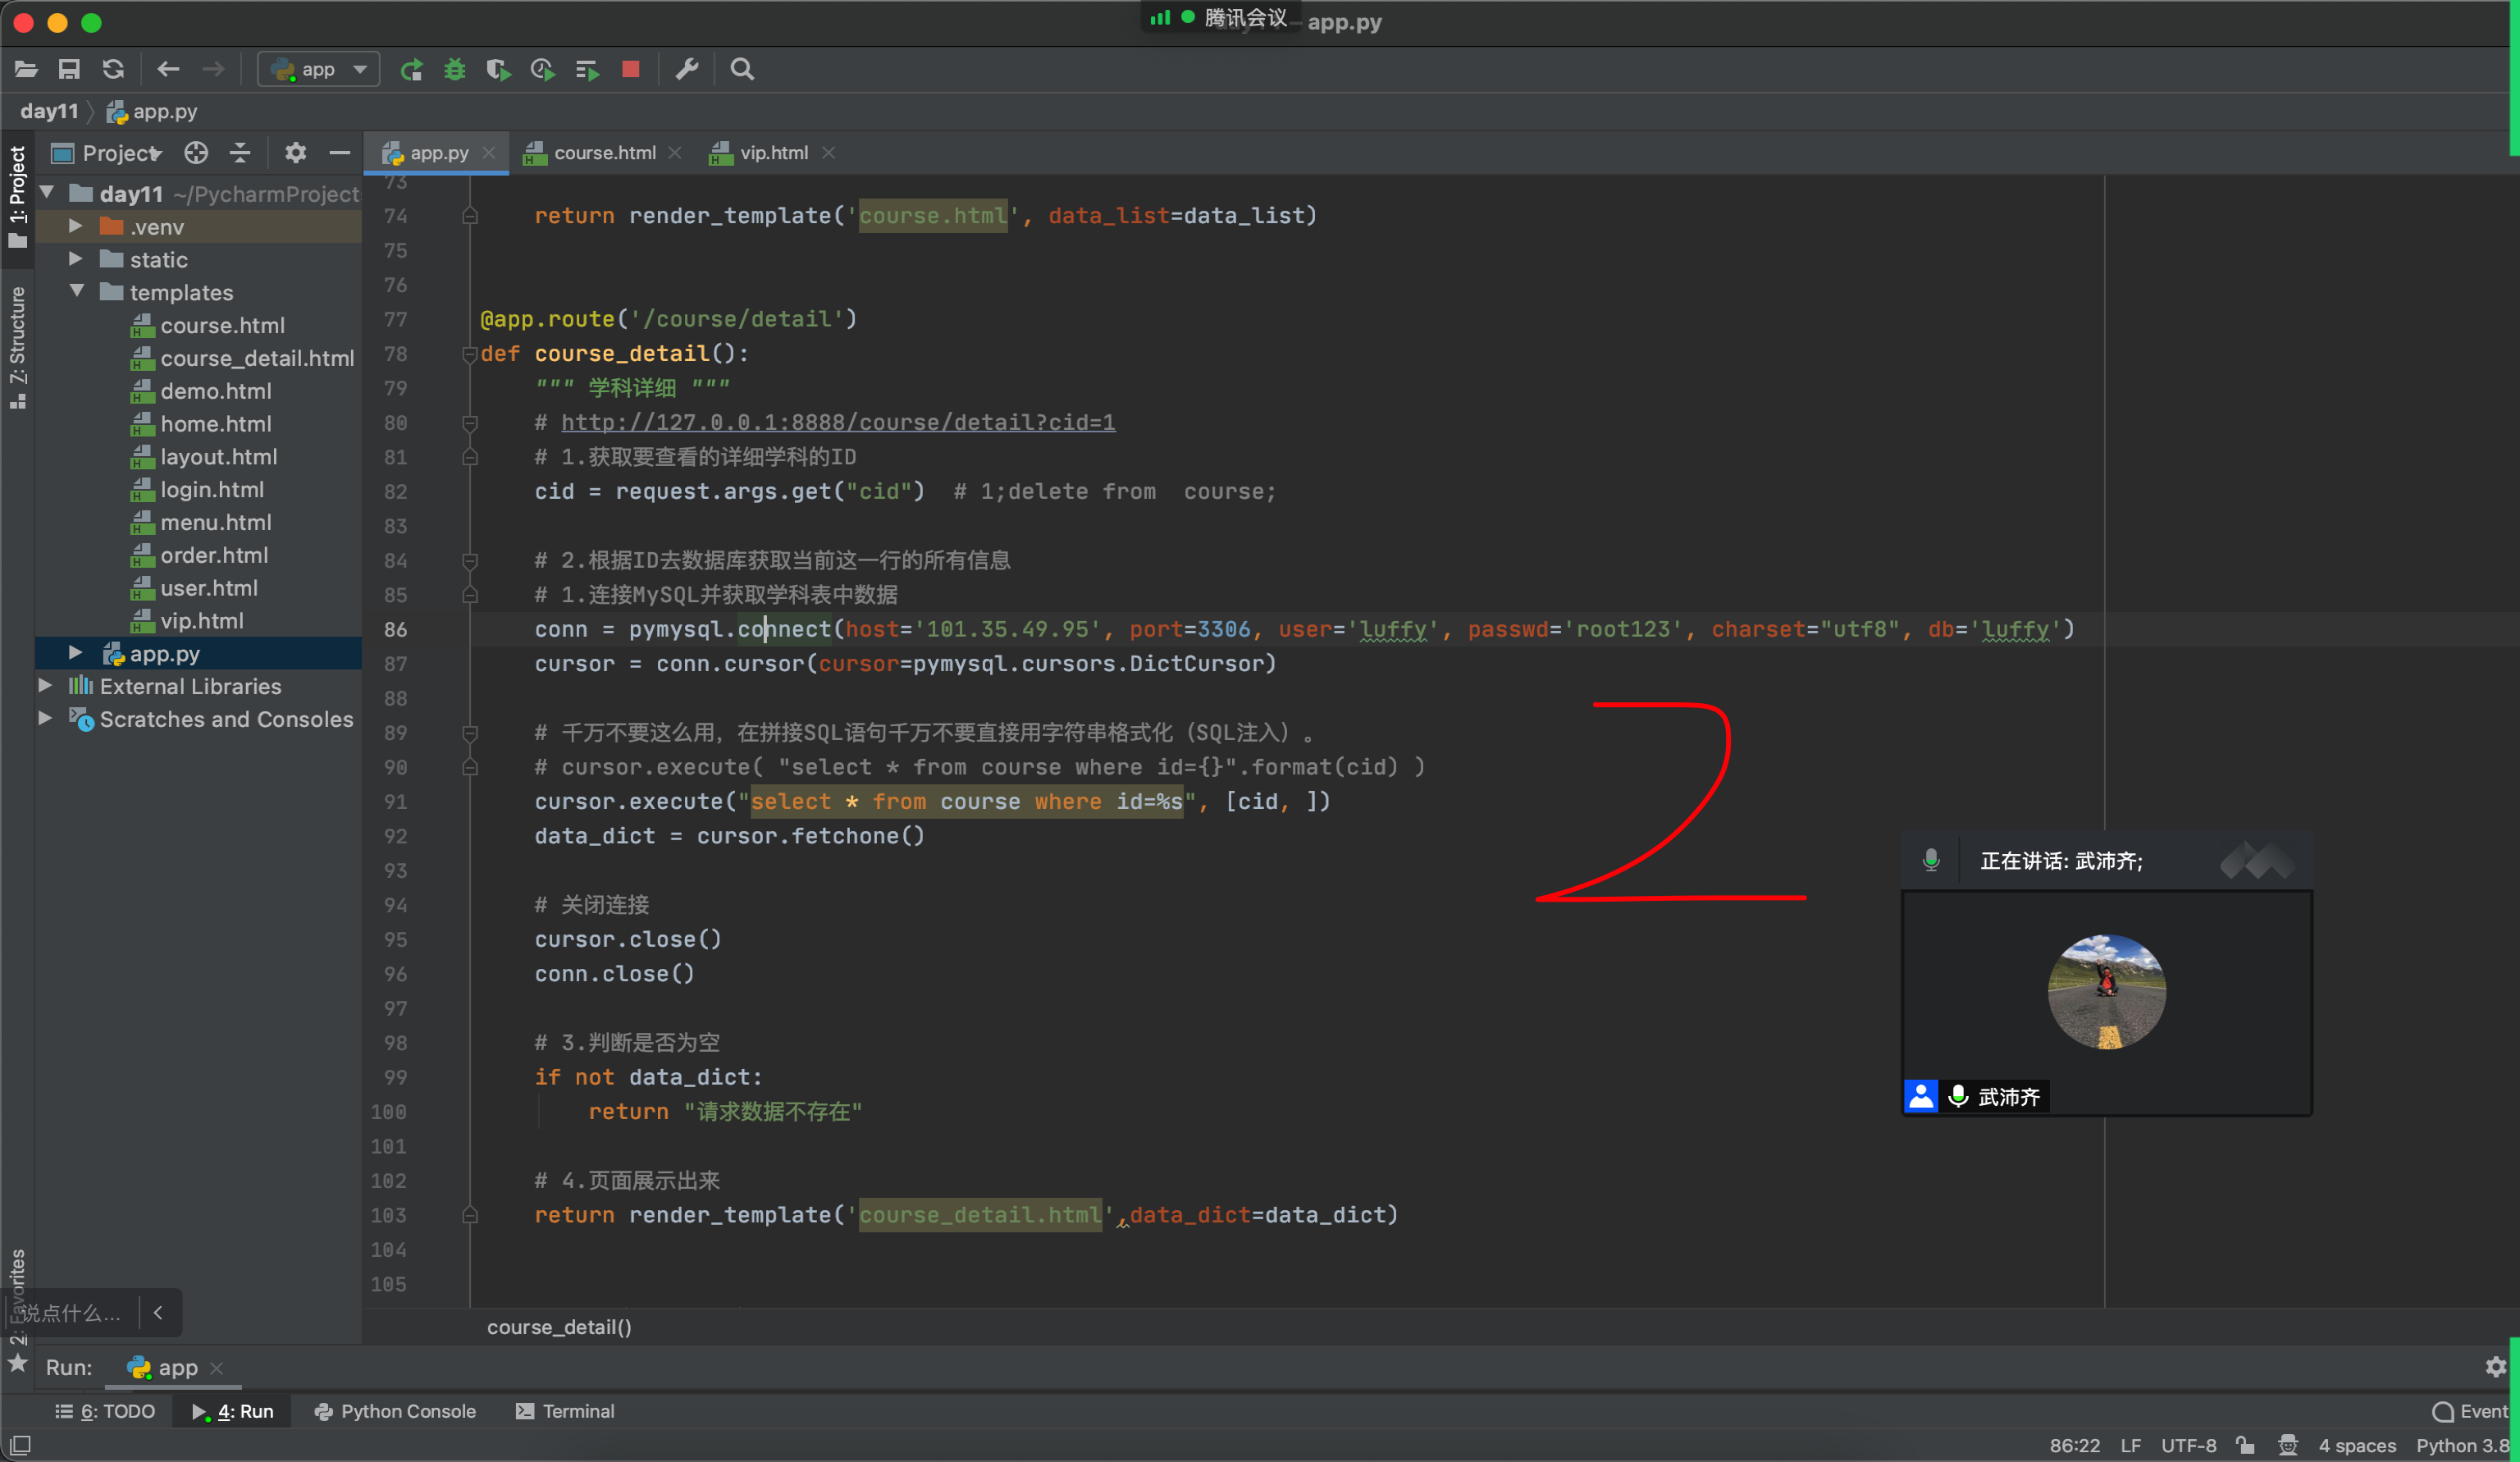 腾讯会议
app.py
app
day11
app.py
Project
app.py
course.html
vip.html
1: Project
7: Structure
2: Favorites
day11 ~/PycharmProject
.venv
static
templates
course.html
course_detail.html
demo.html
home.html
layout.html
login.html
menu.html
order.html
user.html
vip.html
app.py
External Libraries
Scratches and Consoles
73
74 return render_template('course.html', data_list=data_list)
75
76
77 @app.route('/course/detail')
78 def course_detail():
79 """ 学科详细 """
80 # http://127.0.0.1:8888/course/detail?cid=1
81 # 1.获取要查看的详细学科的ID
82 cid = request.args.get("cid")  # 1;delete from  course;
83
84 # 2.根据ID去数据库获取当前这一行的所有信息
85 # 1.连接MySQL并获取学科表中数据
86 conn = pymysql.connect(host='101.35.49.95', port=3306, user='luffy', passwd='root123', charset="utf8", db='luffy')
87 cursor = conn.cursor(cursor=pymysql.cursors.DictCursor)
88
89 # 千万不要这么用，在拼接SQL语句千万不要直接用字符串格式化（SQL注入）。
90 # cursor.execute( "select * from course where id={}".format(cid) )
91 cursor.execute("select * from course where id=%s", [cid, ])
92 data_dict = cursor.fetchone()
93
94 # 关闭连接
95 cursor.close()
96 conn.close()
97
98 # 3.判断是否为空
99 if not data_dict:
100 return "请求数据不存在"
101
102 # 4.页面展示出来
103 return render_template('course_detail.html',data_dict=data_dict)
104
105
正在讲话: 武沛齐;
武沛齐
说点什么...
course_detail()
Run: app
6: TODO
4: Run
Python Console
Terminal
Event
86:22 LF UTF-8 4 spaces Python 3.8